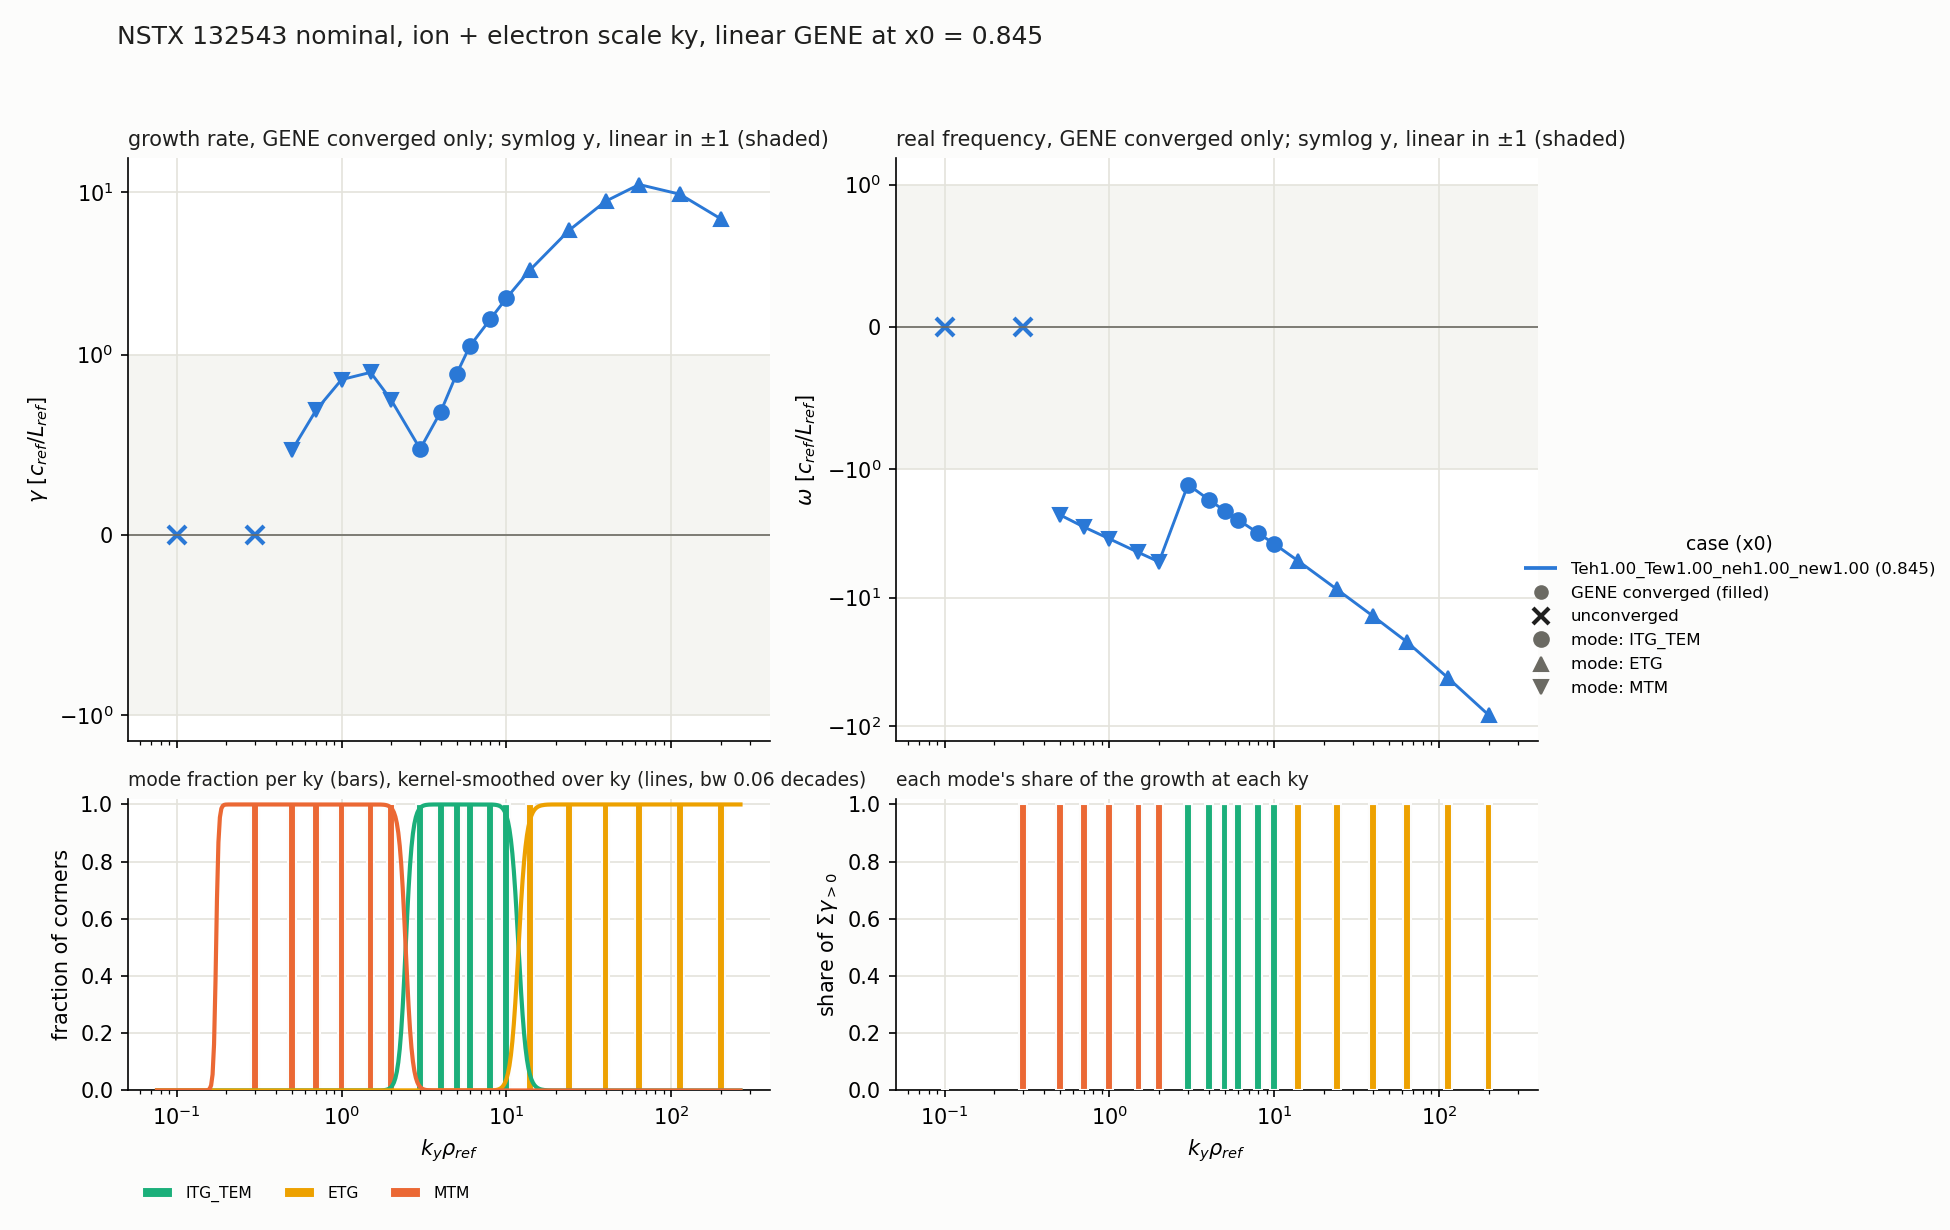 NSTX 132543 nominal, ion + electron scale ky, linear GENE at x0 = 0.845
growth rate, GENE converged only; symlog y, linear in ±1 (shaded)
10¹
10⁰
0
−10⁰
γ [c_ref/L_ref]
real frequency, GENE converged only; symlog y, linear in ±1 (shaded)
10⁰
0
−10⁰
−10¹
−10²
ω [c_ref/L_ref]
case (x0)
Teh1.00_Tew1.00_neh1.00_new1.00 (0.845)
GENE converged (filled)
unconverged
mode: ITG_TEM
mode: ETG
mode: MTM
mode fraction per ky (bars), kernel-smoothed over ky (lines, bw 0.06 decades)
1.0
0.8
0.6
0.4
0.2
0.0
fraction of corners
10⁻¹ 10⁰ 10¹ 10²
k_yρ_ref
each mode's share of the growth at each ky
1.0
0.8
0.6
0.4
0.2
0.0
share of Σγ_>0
10⁻¹ 10⁰ 10¹ 10²
k_yρ_ref
ITG_TEM ETG MTM